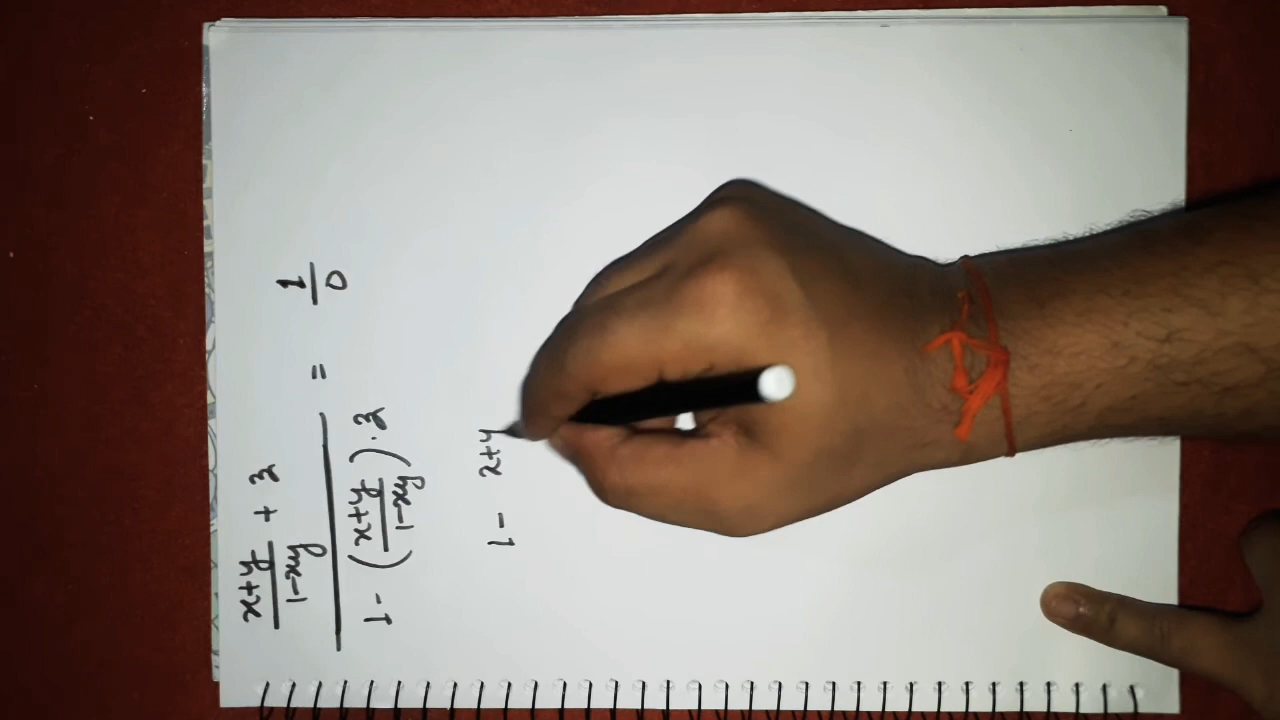 x+y/1-xy + z
――― = 1/0
1 - (x+y/1-xy) · z
1 - x+y